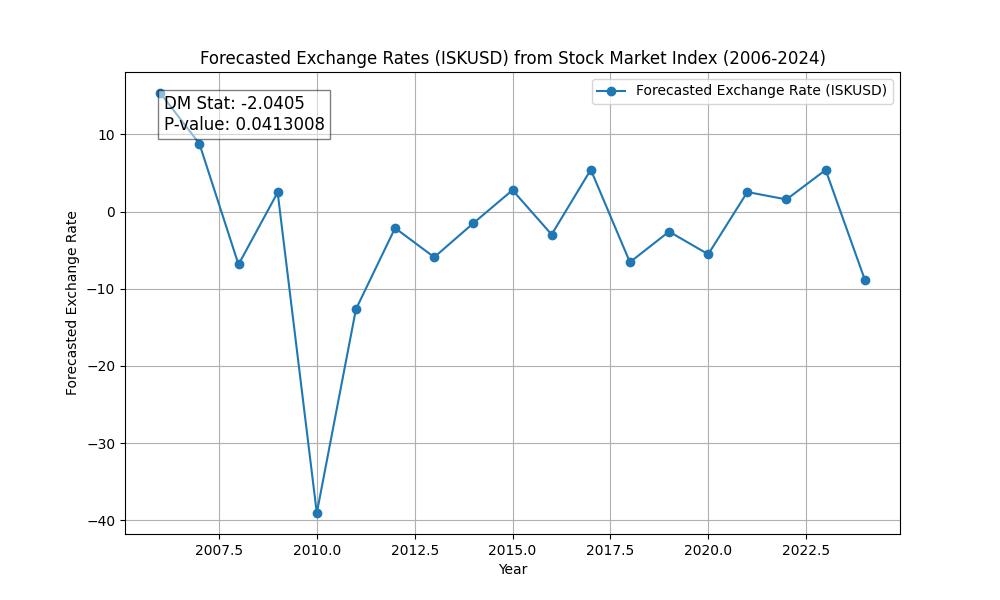 Forecasted Exchange Rates (ISKUSD) from Stock Market Index (2006-2024)
DM Stat: -2.0405
P-value: 0.0413008
Forecasted Exchange Rate (ISKUSD)
Forecasted Exchange Rate
10
0
−10
−20
−30
−40
2007.5 2010.0 2012.5 2015.0 2017.5 2020.0 2022.5
Year